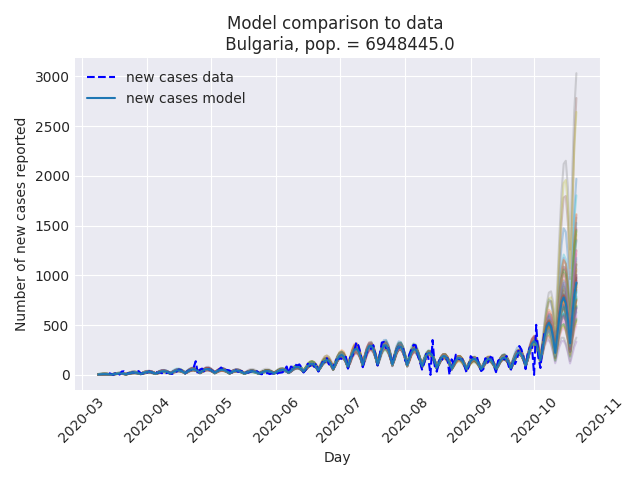 Model comparison to data
Bulgaria, pop. = 6948445.0
new cases data
new cases model
Number of new cases reported
3000
2500
2000
1500
1000
500
0
2020-03
2020-04
2020-05
2020-06
2020-07
2020-08
2020-09
2020-10
2020-11
Day